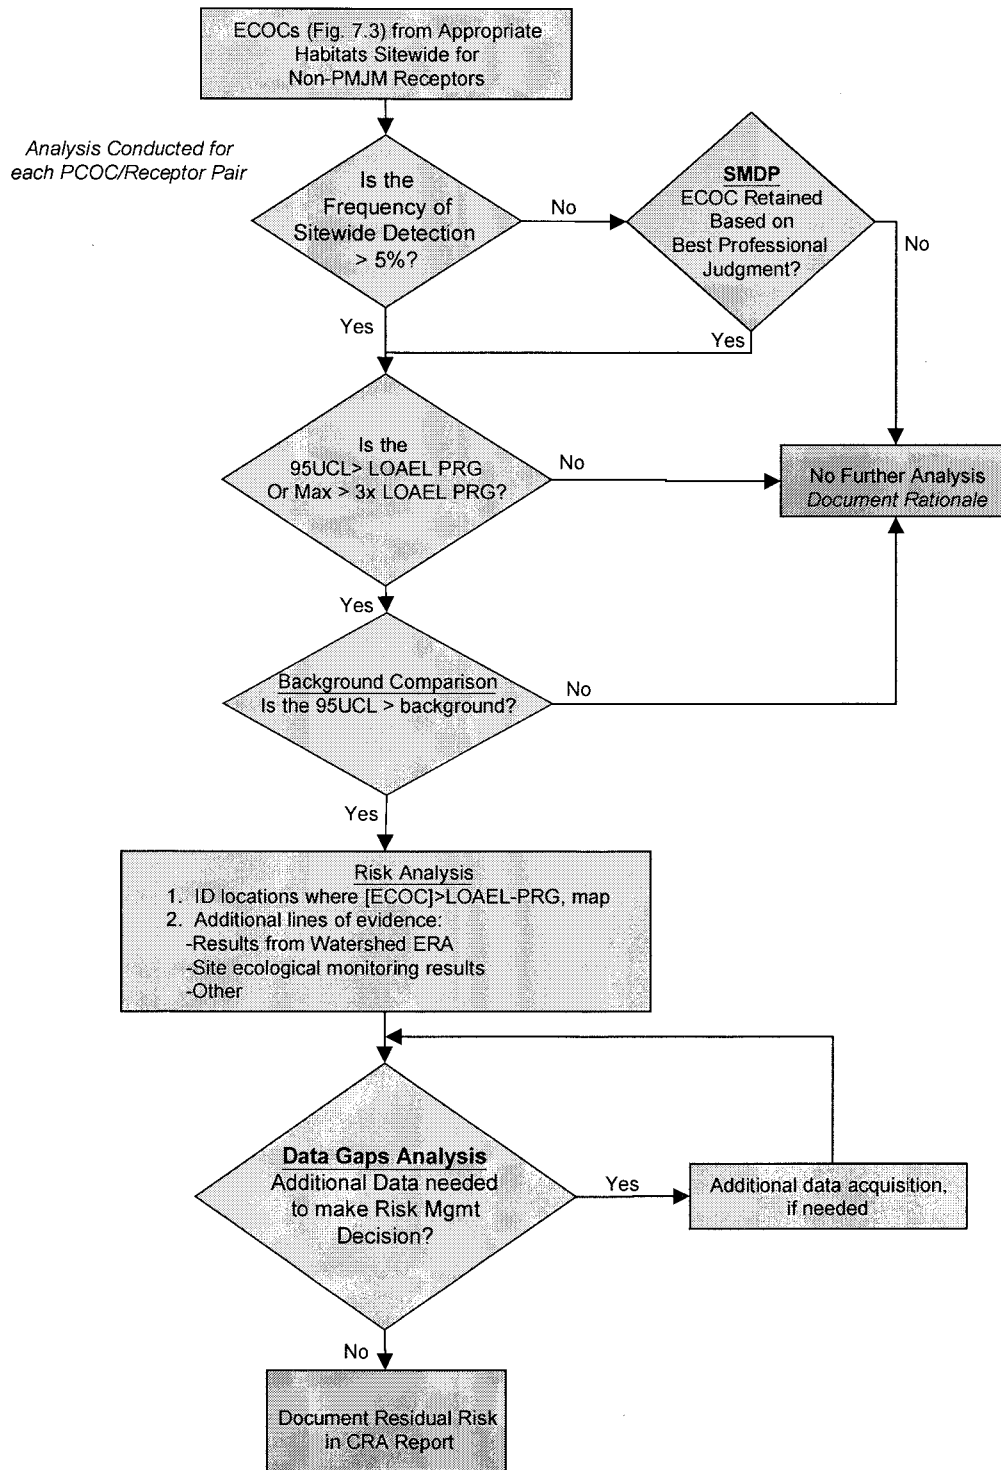 ECOCs (Fig. 7.3) from Appropriate
Habitats Sitewide for
Non-PMJM Receptors
Analysis Conducted for
each PCOC/Receptor Pair
Is the
Frequency of
Sitewide Detection
> 5%?
No
SMDP
ECOC Retained
Based on
Best Professional
Judgment?
No
Yes
Yes
Is the
95UCL> LOAEL PRG
Or Max > 3x LOAEL PRG?
No
No Further Analysis
Document Rationale
Yes
Background Comparison
Is the 95UCL > background?
No
Yes
Risk Analysis
1. ID locations where [ECOC]>LOAEL-PRG, map
2. Additional lines of evidence:
-Results from Watershed ERA
-Site ecological monitoring results
-Other
Data Gaps Analysis
Additional Data needed
to make Risk Mgmt
Decision?
Yes
Additional data acquisition,
if needed
No
Document Residual Risk
in CRA Report